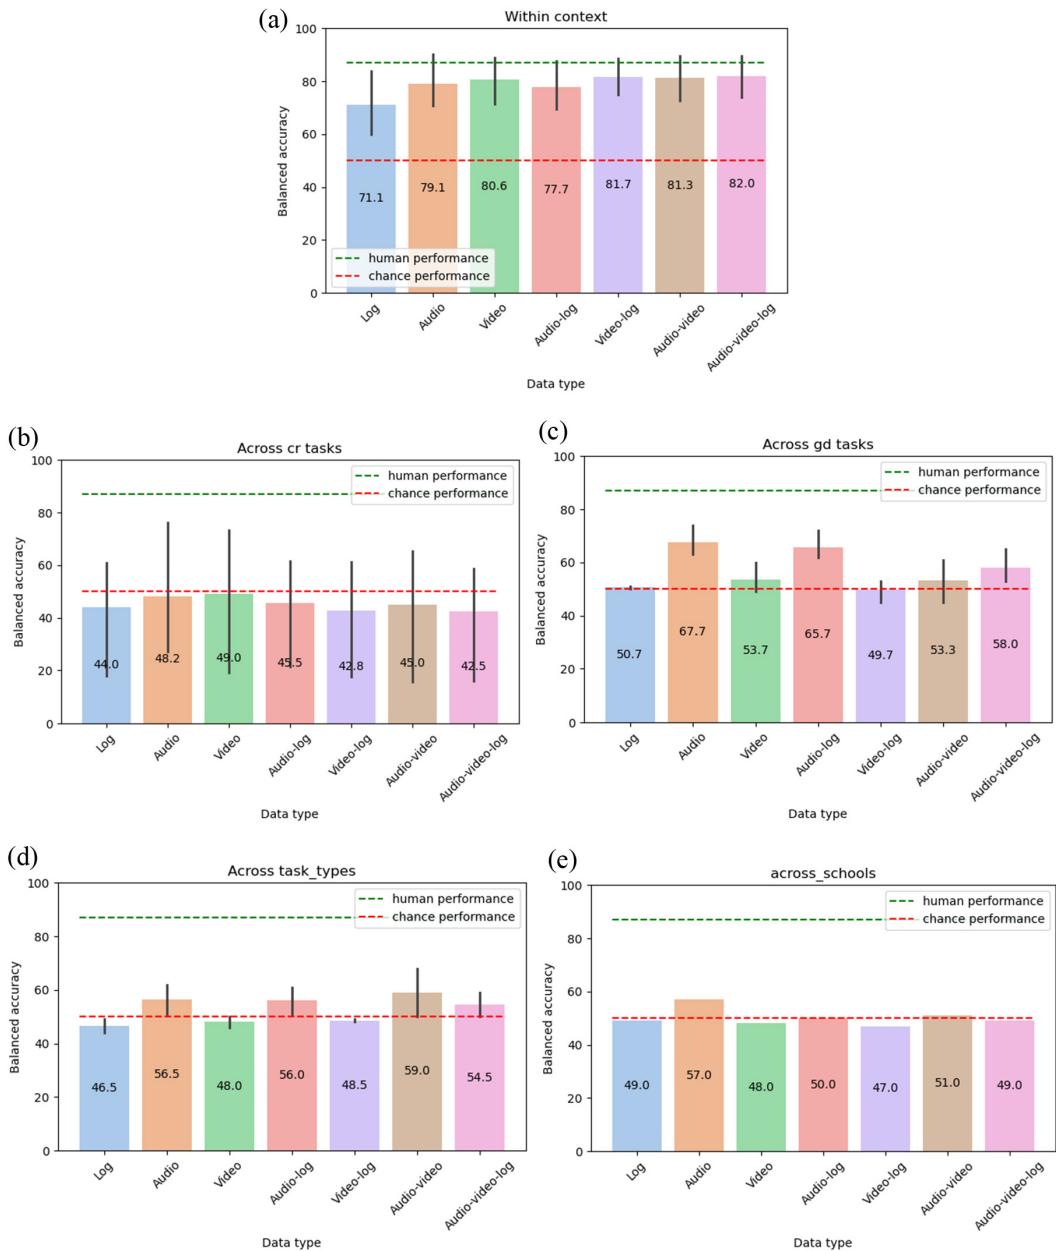 (a)
Within context
100
80
60
40
20
0
Balanced accuracy
71.1
79.1
80.6
77.7
81.7
81.3
82.0
human performance
chance performance
Log
Audio
Video
Audio-log
Video-log
Audio-video
Audio-video-log
Data type
(b)
Across cr tasks
100
80
60
40
20
0
Balanced accuracy
human performance
chance performance
44.0
48.2
49.0
45.5
42.8
45.0
42.5
Log
Audio
Video
Audio-log
Video-log
Audio-video
Audio-video-log
Data type
(c)
Across gd tasks
100
80
60
40
20
0
Balanced accuracy
human performance
chance performance
50.7
67.7
53.7
65.7
49.7
53.3
58.0
Log
Audio
Video
Audio-log
Video-log
Audio-video
Audio-video-log
Data type
(d)
Across task_types
100
80
60
40
20
0
Balanced accuracy
human performance
chance performance
46.5
56.5
48.0
56.0
48.5
59.0
54.5
Log
Audio
Video
Audio-log
Video-log
Audio-video
Audio-video-log
Data type
(e)
across_schools
100
80
60
40
20
0
Balanced accuracy
human performance
chance performance
49.0
57.0
48.0
50.0
47.0
51.0
49.0
Log
Audio
Video
Audio-log
Video-log
Audio-video
Audio-video-log
Data type